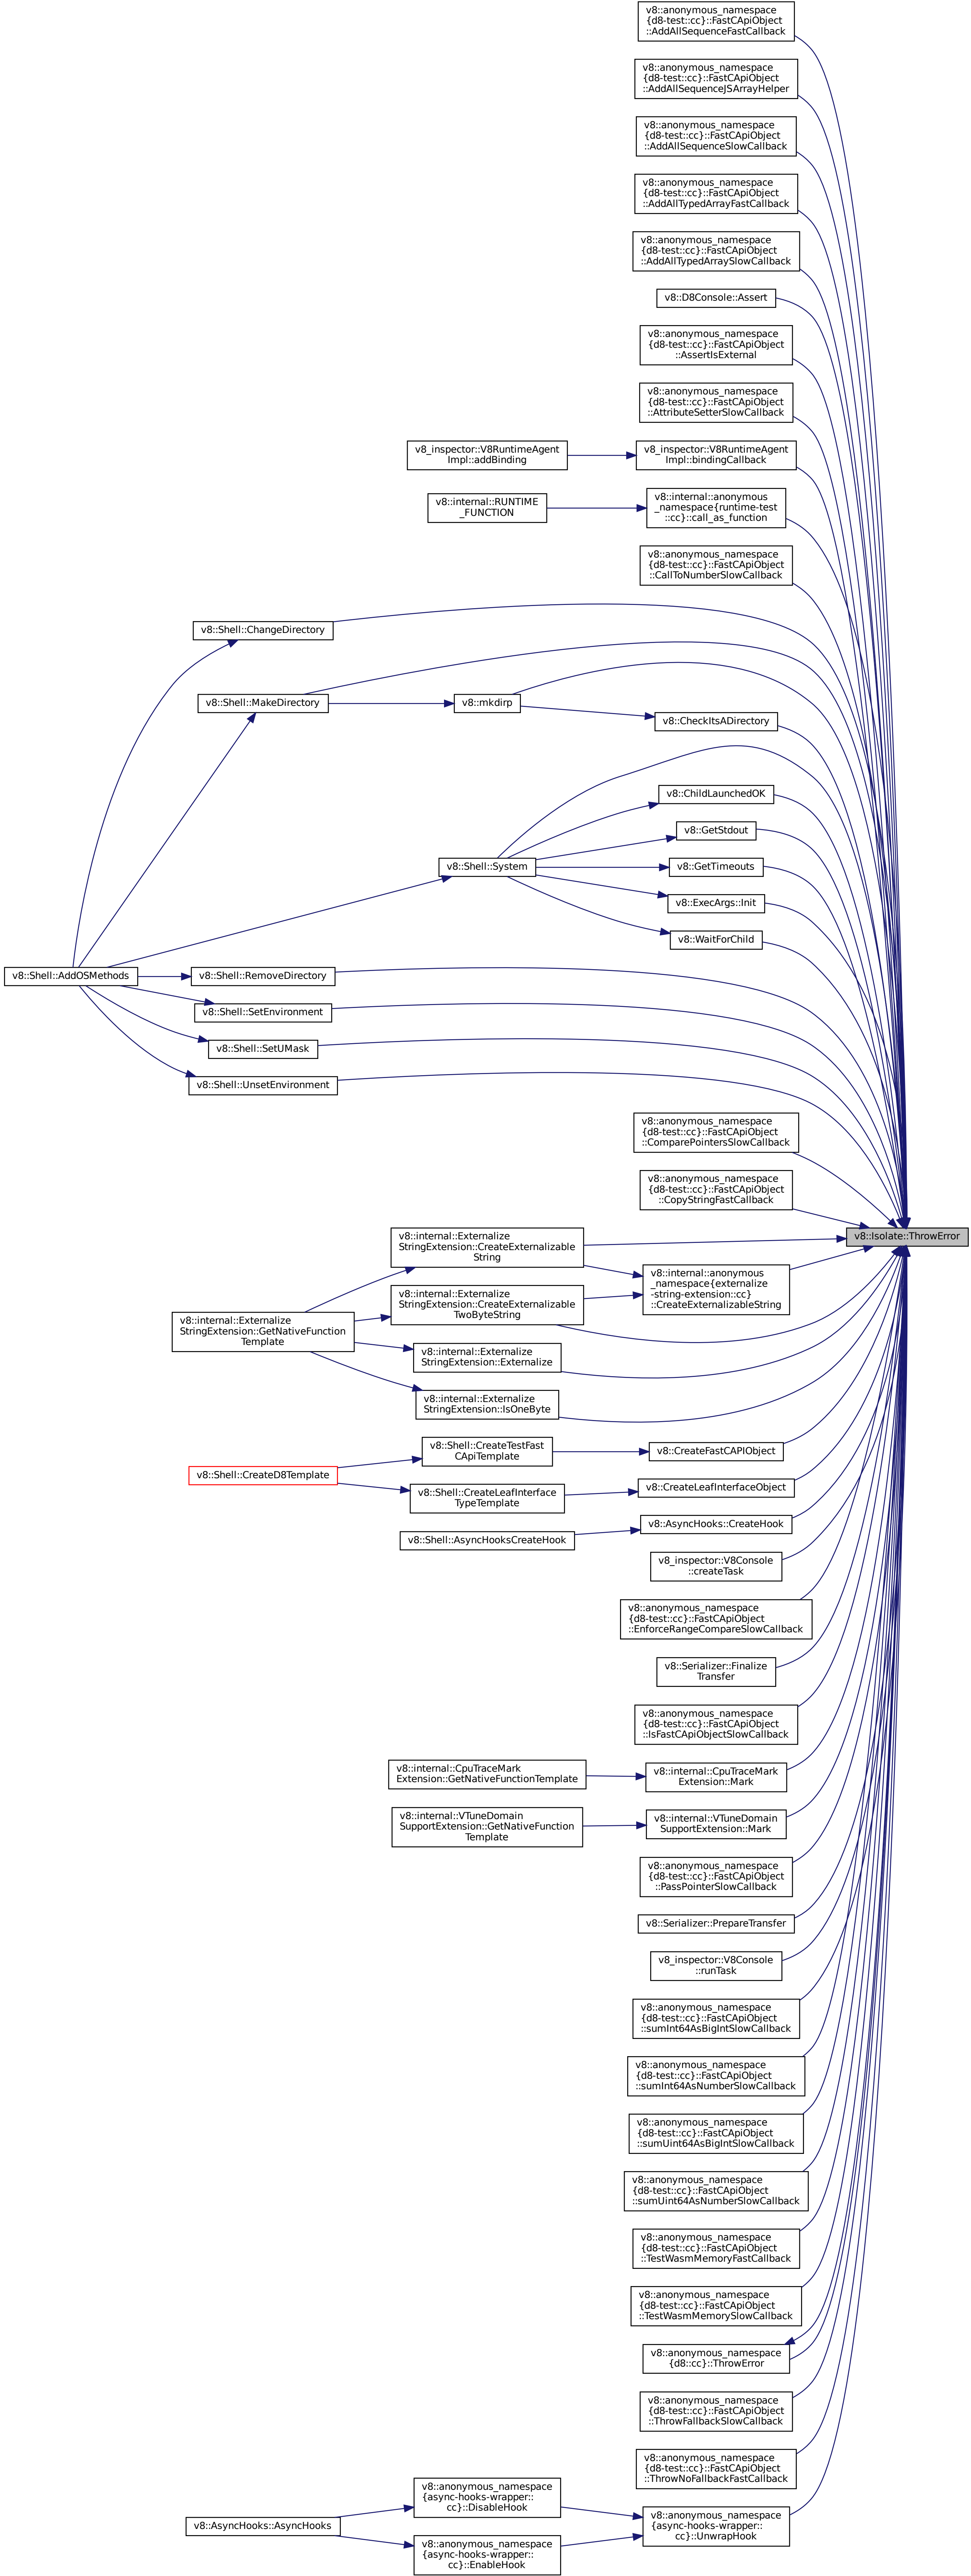 v8::anonymous_namespace
{d8-test::cc}::FastCApiObject
::AddAllSequenceFastCallback
v8::anonymous_namespace
{d8-test::cc}::FastCApiObject
::AddAllSequenceJSArrayHelper
v8::anonymous_namespace
{d8-test::cc}::FastCApiObject
::AddAllSequenceSlowCallback
v8::anonymous_namespace
{d8-test::cc}::FastCApiObject
::AddAllTypedArrayFastCallback
v8::anonymous_namespace
{d8-test::cc}::FastCApiObject
::AddAllTypedArraySlowCallback
v8::D8Console::Assert
v8::anonymous_namespace
{d8-test::cc}::FastCApiObject
::AssertIsExternal
v8::anonymous_namespace
{d8-test::cc}::FastCApiObject
::AttributeSetterSlowCallback
v8_inspector::V8RuntimeAgent
Impl::addBinding
v8_inspector::V8RuntimeAgent
Impl::bindingCallback
v8::internal::RUNTIME
_FUNCTION
v8::internal::anonymous
_namespace{runtime-test
::cc}::call_as_function
v8::anonymous_namespace
{d8-test::cc}::FastCApiObject
::CallToNumberSlowCallback
v8::Shell::ChangeDirectory
v8::Shell::MakeDirectory
v8::mkdirp
v8::CheckItsADirectory
v8::ChildLaunchedOK
v8::GetStdout
v8::Shell::System
v8::GetTimeouts
v8::ExecArgs::Init
v8::WaitForChild
v8::Shell::AddOSMethods
v8::Shell::RemoveDirectory
v8::Shell::SetEnvironment
v8::Shell::SetUMask
v8::Shell::UnsetEnvironment
v8::anonymous_namespace
{d8-test::cc}::FastCApiObject
::ComparePointersSlowCallback
v8::anonymous_namespace
{d8-test::cc}::FastCApiObject
::CopyStringFastCallback
v8::Isolate::ThrowError
v8::internal::Externalize
StringExtension::CreateExternalizable
String
v8::internal::anonymous
_namespace{externalize
-string-extension::cc}
::CreateExternalizableString
v8::internal::Externalize
StringExtension::CreateExternalizable
TwoByteString
v8::internal::Externalize
StringExtension::GetNativeFunction
Template
v8::internal::Externalize
StringExtension::Externalize
v8::internal::Externalize
StringExtension::IsOneByte
v8::Shell::CreateTestFast
CApiTemplate
v8::CreateFastCAPIObject
v8::Shell::CreateD8Template
v8::Shell::CreateLeafInterface
TypeTemplate
v8::CreateLeafInterfaceObject
v8::AsyncHooks::CreateHook
v8::Shell::AsyncHooksCreateHook
v8_inspector::V8Console
::createTask
v8::anonymous_namespace
{d8-test::cc}::FastCApiObject
::EnforceRangeCompareSlowCallback
v8::Serializer::Finalize
Transfer
v8::anonymous_namespace
{d8-test::cc}::FastCApiObject
::IsFastCApiObjectSlowCallback
v8::internal::CpuTraceMark
Extension::GetNativeFunctionTemplate
v8::internal::CpuTraceMark
Extension::Mark
v8::internal::VTuneDomain
SupportExtension::GetNativeFunction
Template
v8::internal::VTuneDomain
SupportExtension::Mark
v8::anonymous_namespace
{d8-test::cc}::FastCApiObject
::PassPointerSlowCallback
v8::Serializer::PrepareTransfer
v8_inspector::V8Console
::runTask
v8::anonymous_namespace
{d8-test::cc}::FastCApiObject
::sumInt64AsBigIntSlowCallback
v8::anonymous_namespace
{d8-test::cc}::FastCApiObject
::sumInt64AsNumberSlowCallback
v8::anonymous_namespace
{d8-test::cc}::FastCApiObject
::sumUint64AsBigIntSlowCallback
v8::anonymous_namespace
{d8-test::cc}::FastCApiObject
::sumUint64AsNumberSlowCallback
v8::anonymous_namespace
{d8-test::cc}::FastCApiObject
::TestWasmMemoryFastCallback
v8::anonymous_namespace
{d8-test::cc}::FastCApiObject
::TestWasmMemorySlowCallback
v8::anonymous_namespace
{d8::cc}::ThrowError
v8::anonymous_namespace
{d8-test::cc}::FastCApiObject
::ThrowFallbackSlowCallback
v8::anonymous_namespace
{d8-test::cc}::FastCApiObject
::ThrowNoFallbackFastCallback
v8::anonymous_namespace
{async-hooks-wrapper::
cc}::DisableHook
v8::AsyncHooks::AsyncHooks
v8::anonymous_namespace
{async-hooks-wrapper::
cc}::UnwrapHook
v8::anonymous_namespace
{async-hooks-wrapper::
cc}::EnableHook